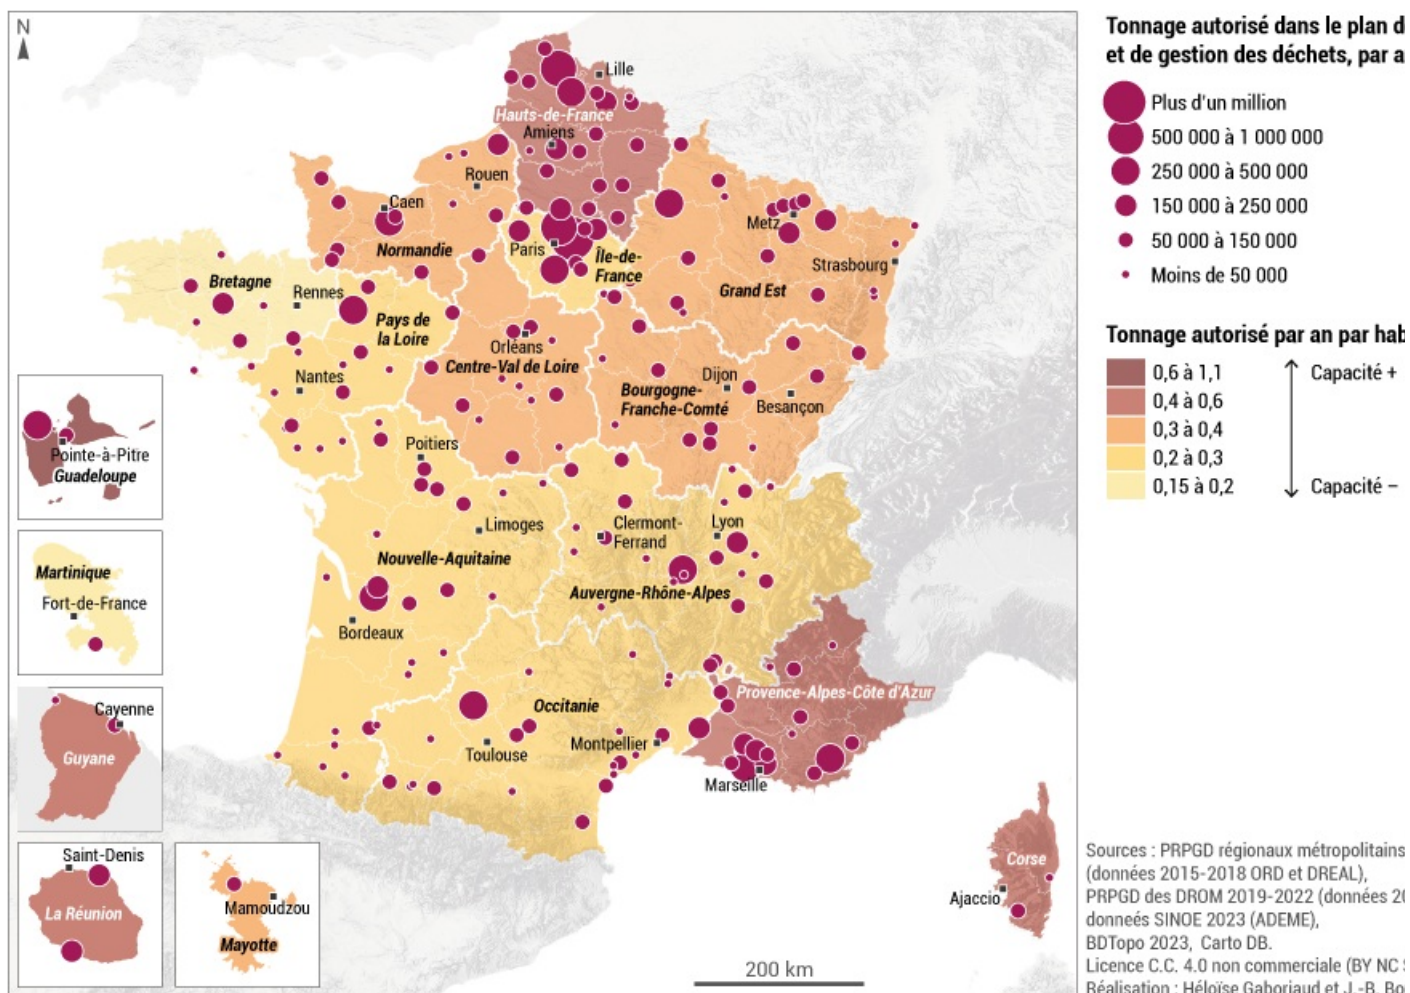 N
Lille
Hauts-de-France
Amiens
Rouen
Caen
Normandie
Paris
Île-de-
France
Metz
Strasbourg
Grand Est
Bretagne
Rennes
Pays de
la Loire
Nantes
Orléans
Centre-Val de Loire
Dijon
Bourgogne-
Franche-Comté
Besançon
Poitiers
Limoges
Nouvelle-Aquitaine
Bordeaux
Clermont-
Ferrand
Lyon
Auvergne-Rhône-Alpes
Occitanie
Toulouse
Montpellier
Provence-Alpes-Côte d'Azur
Marseille
Corse
Ajaccio
Pointe-à-Pitre
Guadeloupe
Martinique
Fort-de-France
Cayenne
Guyane
Saint-Denis
La Réunion
Mamoudzou
Mayotte
200 km
Tonnage autorisé dans le plan
et de gestion des déchets, par
Plus d'un million
500 000 à 1 000 000
250 000 à 500 000
150 000 à 250 000
50 000 à 150 000
Moins de 50 000
Tonnage autorisé par an par
0,6 à 1,1
0,4 à 0,6
0,3 à 0,4
0,2 à 0,3
0,15 à 0,2
Capacité +
Capacité –
Sources : PRPGD régionaux métropolitains
(données 2015-2018 ORD et DREAL),
PRPGD des DROM 2019-2022 (données
donneés SINOE 2023 (ADEME),
BDTopo 2023, Carto DB.
Licence C.C. 4.0 non commerciale (BY NC
Réalisation : Héloïse Gaboriaud et J.-B.